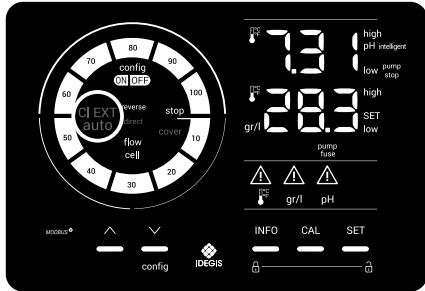 80
70
90
config
ON OFF
60
100
reverse
stop
Cl EXT
auto
direct
cover
50
10
flow
cell
40
20
30
°C
°F
7.31
high
pH intelligent
low pump
stop
°C
°F
28.3
high
SET
gr/l
low
pump
fuse
°C
°F
gr/l
pH
MODBUS
IDEGIS
config
INFO
CAL
SET